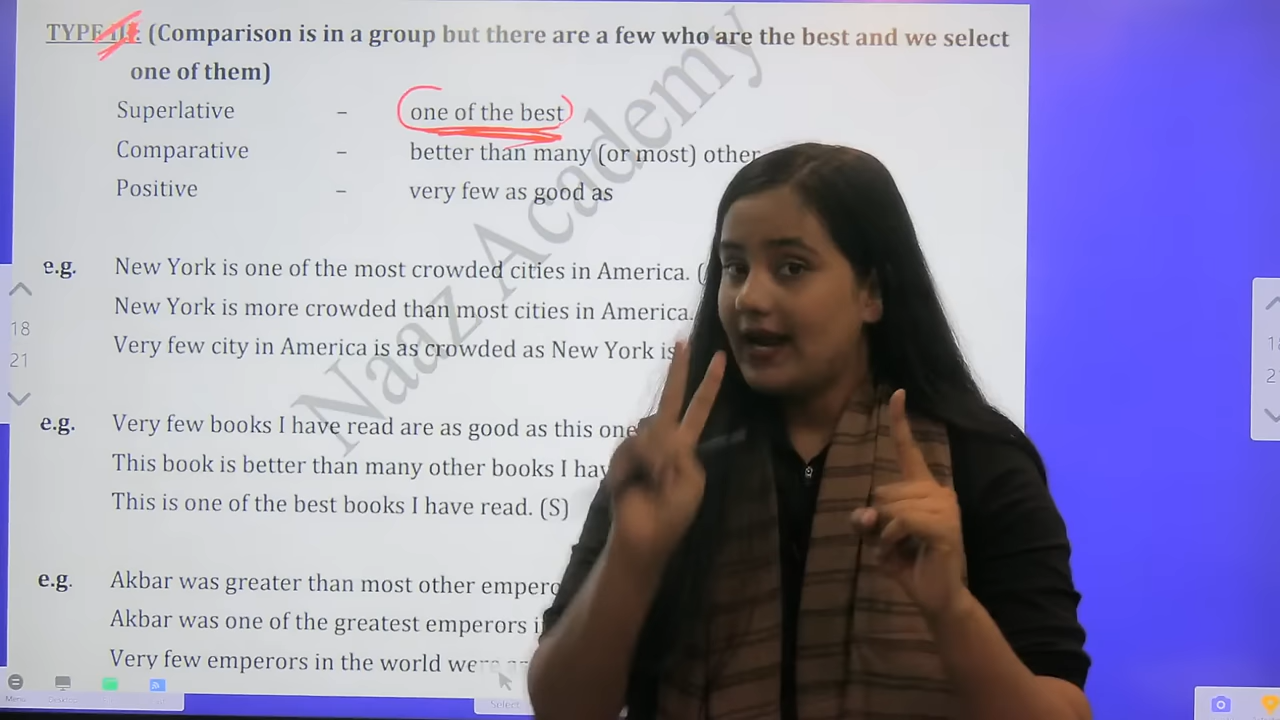 TYPE III: (Comparison is in a group but there are a few who are the best and we select
one of them)
Superlative – one of the best
Comparative – better than many (or most) other
Positive – very few as good as
e.g. New York is one of the most crowded cities in America. (
New York is more crowded than most cities in America.
Very few city in America is as crowded as New York is
e.g. Very few books I have read are as good as this one
This book is better than many other books I hav
This is one of the best books I have read. (S)
e.g. Akbar was greater than most other empero
Akbar was one of the greatest emperors i
Very few emperors in the world were
Naaz Academy
18
21
18
Menu
Desktop
Select